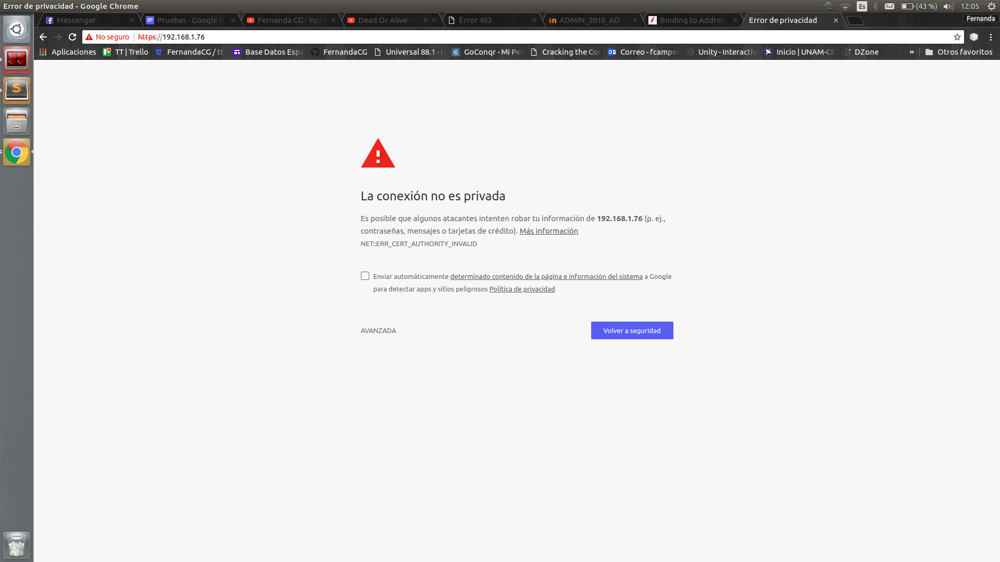 Error de privacidad - Google Chrome
Es
(43 %)
12:05
Messenger
Pruebas - Google D
Fernanda CG - YouT
Dead Or Alive - Y
Error 403
ADMIN_2018_AD: L
Binding to Address
Error de privacidad
Fernanda
No seguro
https://192.168.1.76
Aplicaciones
TT | Trello
FernandaCG / tt
Base Datos Espa
FernandaCG
Universal 88.1 - L
GoConqr - Mi Per
Cracking the Co
Correo - fcampos
Unity - Interactiv
Inicio | UNAM-CE
DZone
»
Otros favoritos
La conexión no es privada
Es posible que algunos atacantes intenten robar tu información de 192.168.1.76 (p. ej.,
contraseñas, mensajes o tarjetas de crédito). Más información
NET::ERR_CERT_AUTHORITY_INVALID
Enviar automáticamente determinado contenido de la página e información del sistema a Google
para detectar apps y sitios peligrosos Política de privacidad
AVANZADA
Volver a seguridad